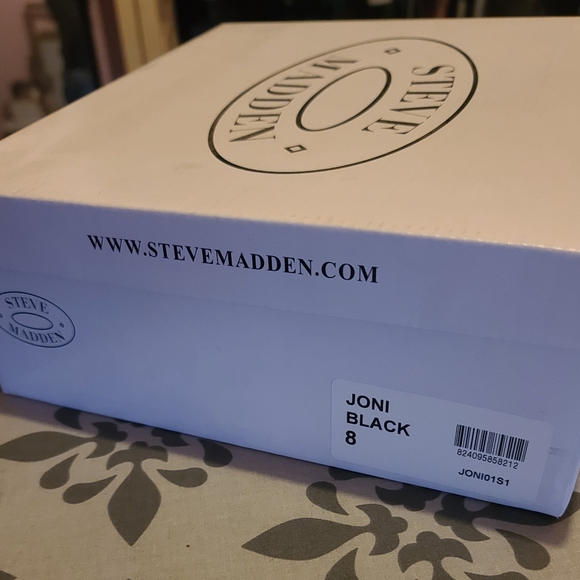 STEVE
MADDEN
WWW.STEVEMADDEN.COM
STEVE
MADDEN
JONI
BLACK
8
824095858212
JONI01S1